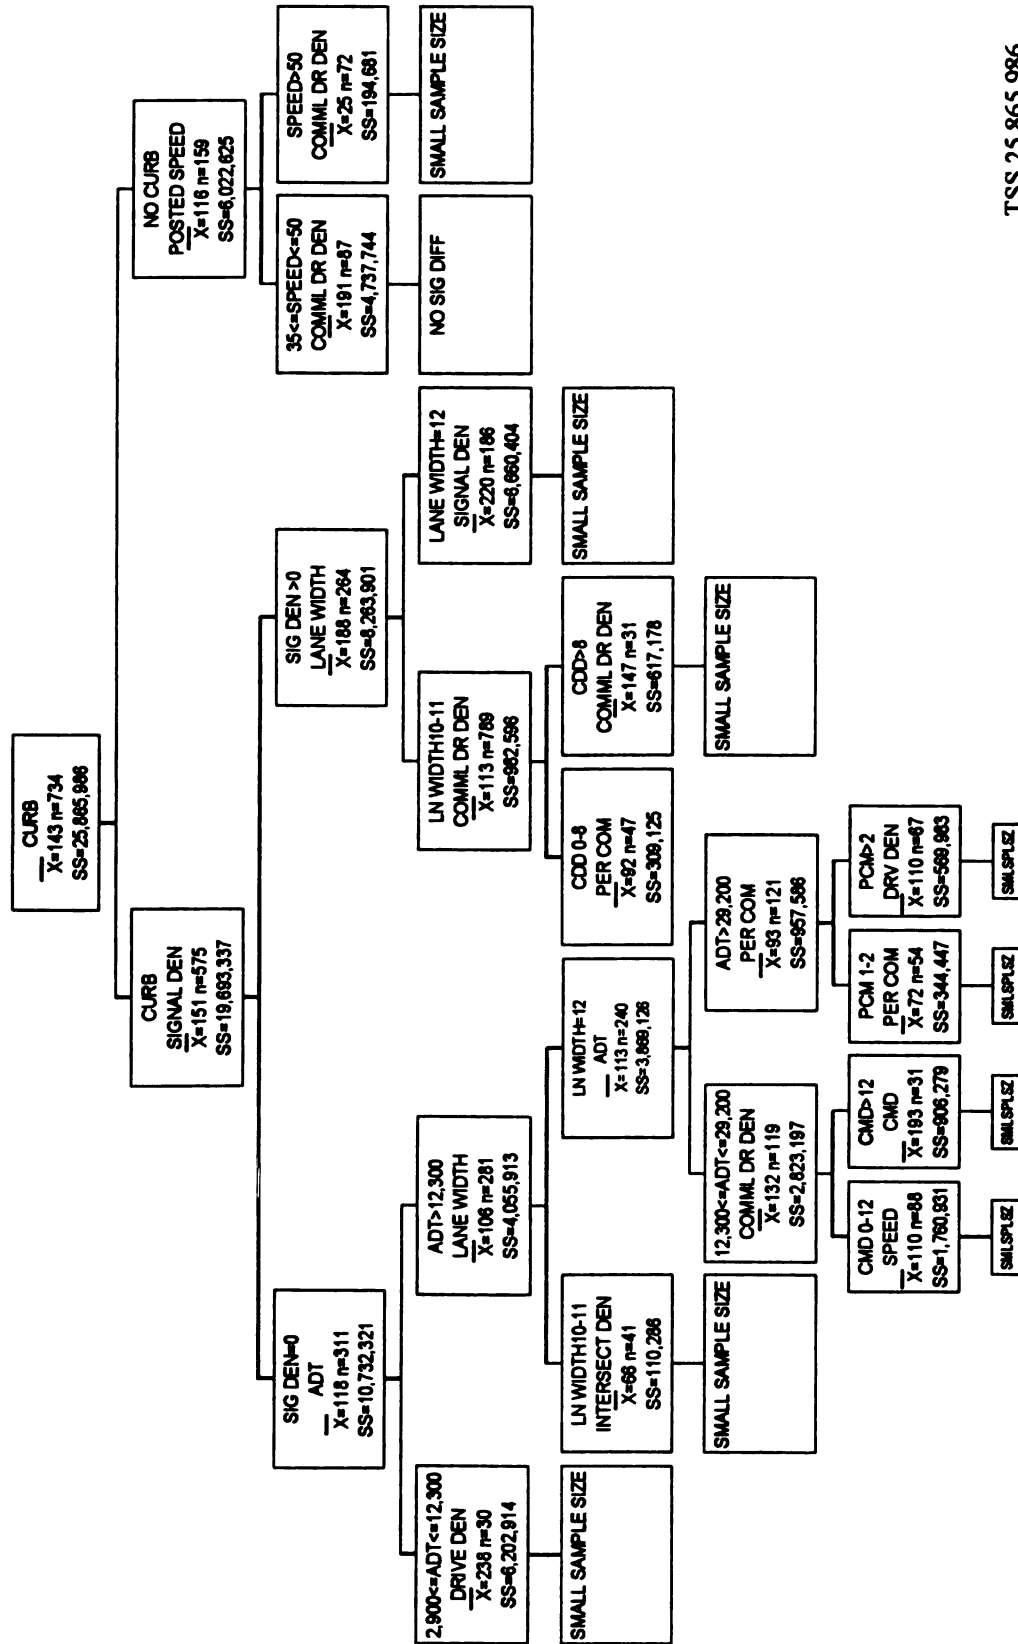 CURB
X=143 n=734
SS=25,865,986
CURB
SIGNAL DEN
X=151 n=575
SS=19,693,337
NO CURB
POSTED SPEED
X=116 n=159
SS=6,022,625
SIG DEN=0
ADT
X=118 n=311
SS=10,732,321
SIG DEN >0
LANE WIDTH
X=188 n=264
SS=8,263,901
35<=SPEED<=50
COMML DR DEN
X=191 n=87
SS=4,737,744
SPEED>50
COMML DR DEN
X=25 n=72
SS=194,681
2,900<=ADT<=12,300
DRIVE DEN
X=238 n=30
SS=6,202,914
ADT>12,300
LANE WIDTH
X=106 n=281
SS=4,055,913
LN WIDTH10-11
COMML DR DEN
X=113 n=789
SS=962,596
LANE WIDTH=12
SIGNAL DEN
X=220 n=186
SS=6,660,404
NO SIG DIFF
SMALL SAMPLE SIZE
SMALL SAMPLE SIZE
LN WIDTH10-11
INTERSECT DEN
X=66 n=41
SS=110,286
LN WIDTH=12
ADT
X=113 n=240
SS=3,869,126
CDD 0-8
PER COM
X=92 n=47
SS=309,125
CDD>8
COMML DR DEN
X=147 n=31
SS=617,178
SMALL SAMPLE SIZE
SMALL SAMPLE SIZE
12,300<=ADT<=29,200
COMML DR DEN
X=132 n=119
SS=2,823,197
ADT>29,200
PER COM
X=93 n=121
SS=957,586
SMALL SAMPLE SIZE
CMD 0-12
SPEED
X=110 n=88
SS=1,760,931
CMD>12
CMD
X=193 n=31
SS=906,279
PCM 1-2
PER COM
X=72 n=54
SS=344,447
PCM>2
DRV DEN
X=110 n=67
SS=569,983
SMLSPLSZ
SMLSPLSZ
SMLSPLSZ
SMLSPLSZ
TSS 25,865,986